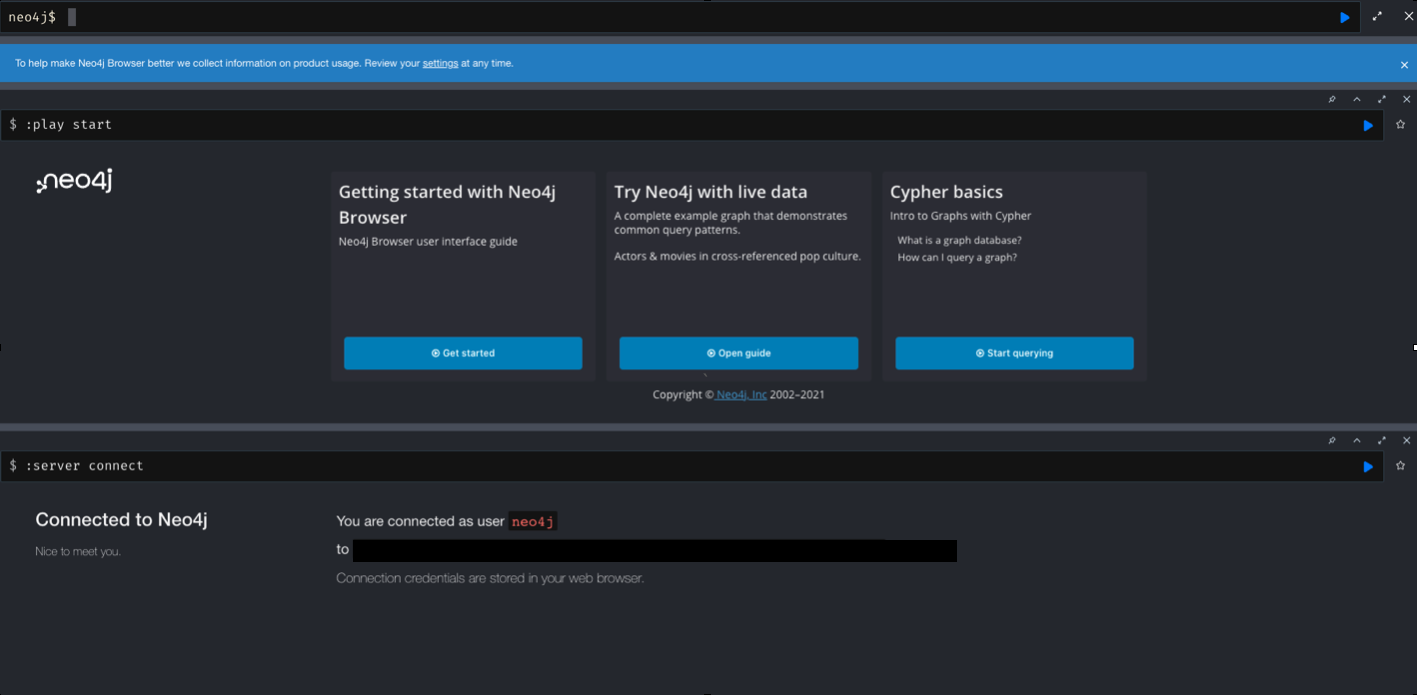 neo4j$
To help make Neo4j Browser better we collect information on product usage. Review your settings at any time.
$ :play start
neo4j
Getting started with Neo4j
Browser
Neo4j Browser user interface guide
Get started
Try Neo4j with live data
A complete example graph that demonstrates
common query patterns.
Actors & movies in cross-referenced pop culture.
Open guide
Cypher basics
Intro to Graphs with Cypher
What is a graph database?
How can I query a graph?
Start querying
Copyright © Neo4j, Inc 2002–2021
$ :server connect
Connected to Neo4j
Nice to meet you.
You are connected as user neo4j
to
Connection credentials are stored in your web browser.